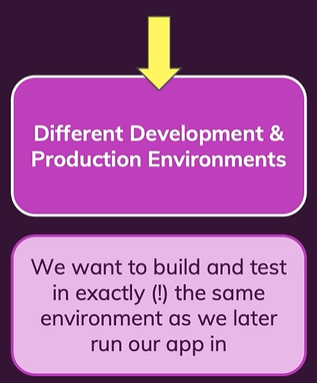 Different Development &
Production Environments
We want to build and test
in exactly (!) the same
environment as we later
run our app in